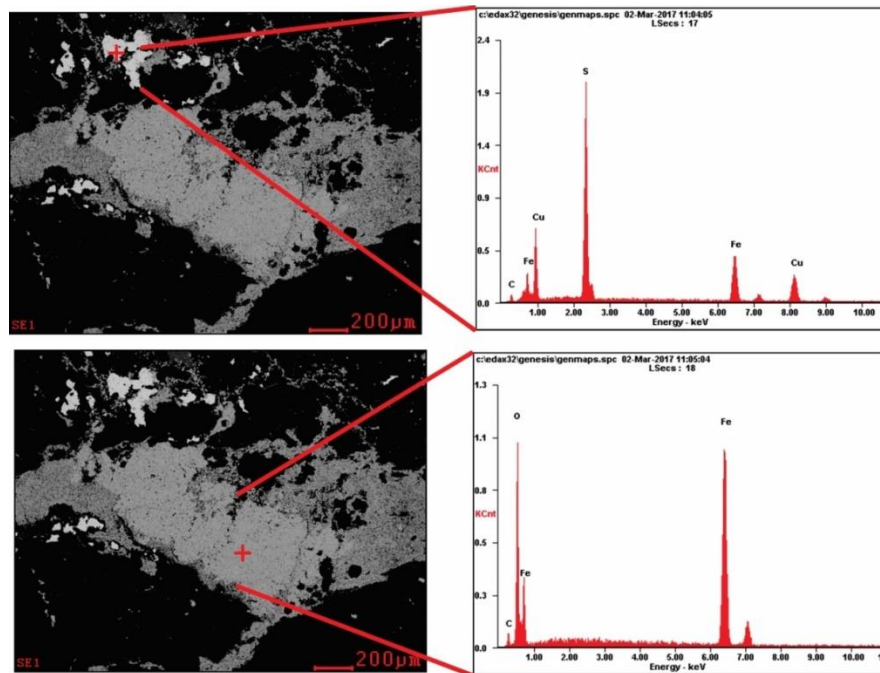 c:\edax32\genesis\genmaps.spc 02-Mar-2017 11:04:05
LSecs : 17
2.4
1.9
1.4
KCnt
0.9
0.5
0.0
S
Cu
Fe
C
Fe
Cu
1.00 2.00 3.00 4.00 5.00 6.00 7.00 8.00 9.00 10.00
Energy - keV
SE1
200µm
c:\edax32\genesis\genmaps.spc 02-Mar-2017 11:05:04
LSecs : 18
1.3
1.1
0.8
KCnt
0.5
0.3
0.0
O
Fe
Fe
C
1.00 2.00 3.00 4.00 5.00 6.00 7.00 8.00 9.00 10.00
Energy - keV
SE1
200µm